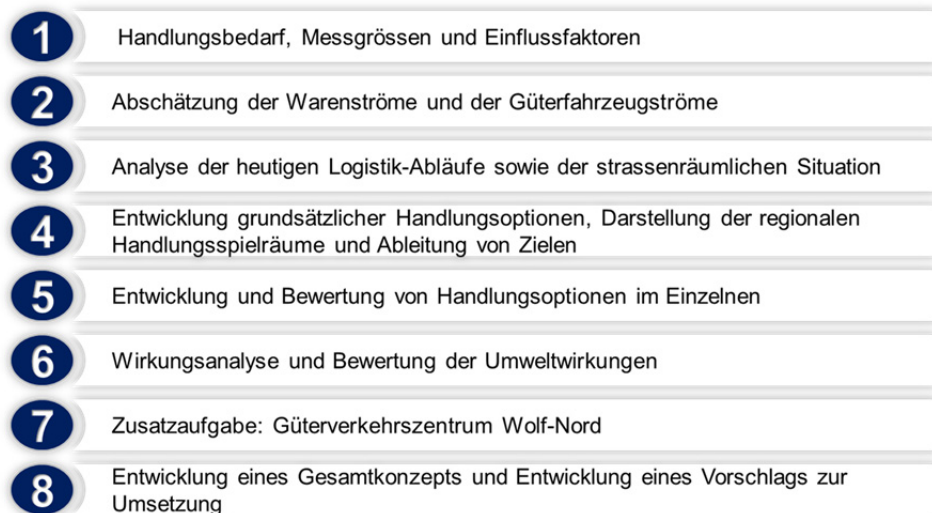 1 Handlungsbedarf, Messgrössen und Einflussfaktoren
2 Abschätzung der Warenströme und der Güterfahrzeugströme
3 Analyse der heutigen Logistik-Abläufe sowie der strassenräumlichen Situation
4 Entwicklung grundsätzlicher Handlungsoptionen, Darstellung der regionalen
Handlungsspielräume und Ableitung von Zielen
5 Entwicklung und Bewertung von Handlungsoptionen im Einzelnen
6 Wirkungsanalyse und Bewertung der Umweltwirkungen
7 Zusatzaufgabe: Güterverkehrszentrum Wolf-Nord
8 Entwicklung eines Gesamtkonzepts und Entwicklung eines Vorschlags zur
Umsetzung